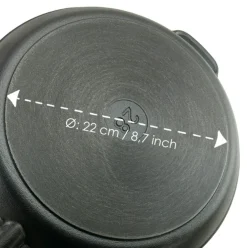 Ø: 22 cm / 8,7 inch